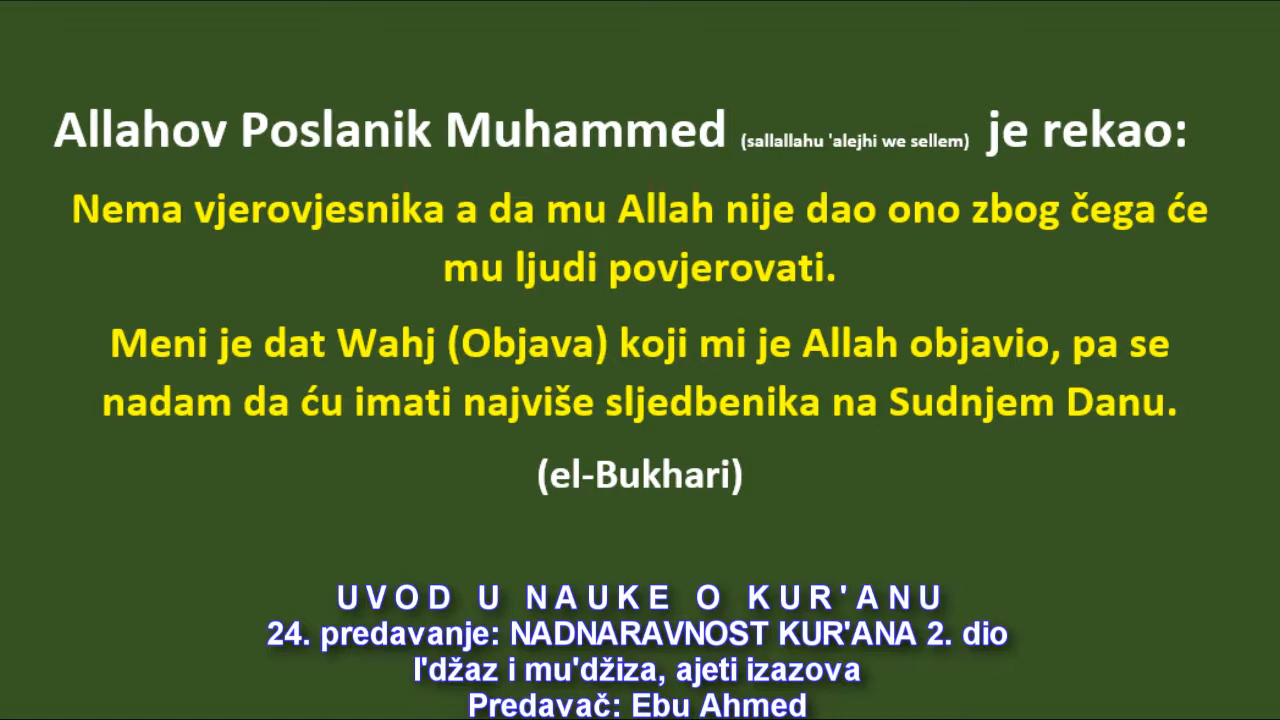 Allahov Poslanik Muhammed (sallallahu 'alejhi we sellem) je rekao:
Nema vjerovjesnika a da mu Allah nije dao ono zbog čega će
mu ljudi povjerovati.
Meni je dat Wahj (Objava) koji mi je Allah objavio, pa se
nadam da ću imati najviše sljedbenika na Sudnjem Danu.
(el-Bukhari)
UVOD U NAUKE O KUR'ANU
24. predavanje: NADNARAVNOST KUR'ANA 2. dio
I'džaz i mu'džiza, ajeti izazova
Predavač: Ebu Ahmed